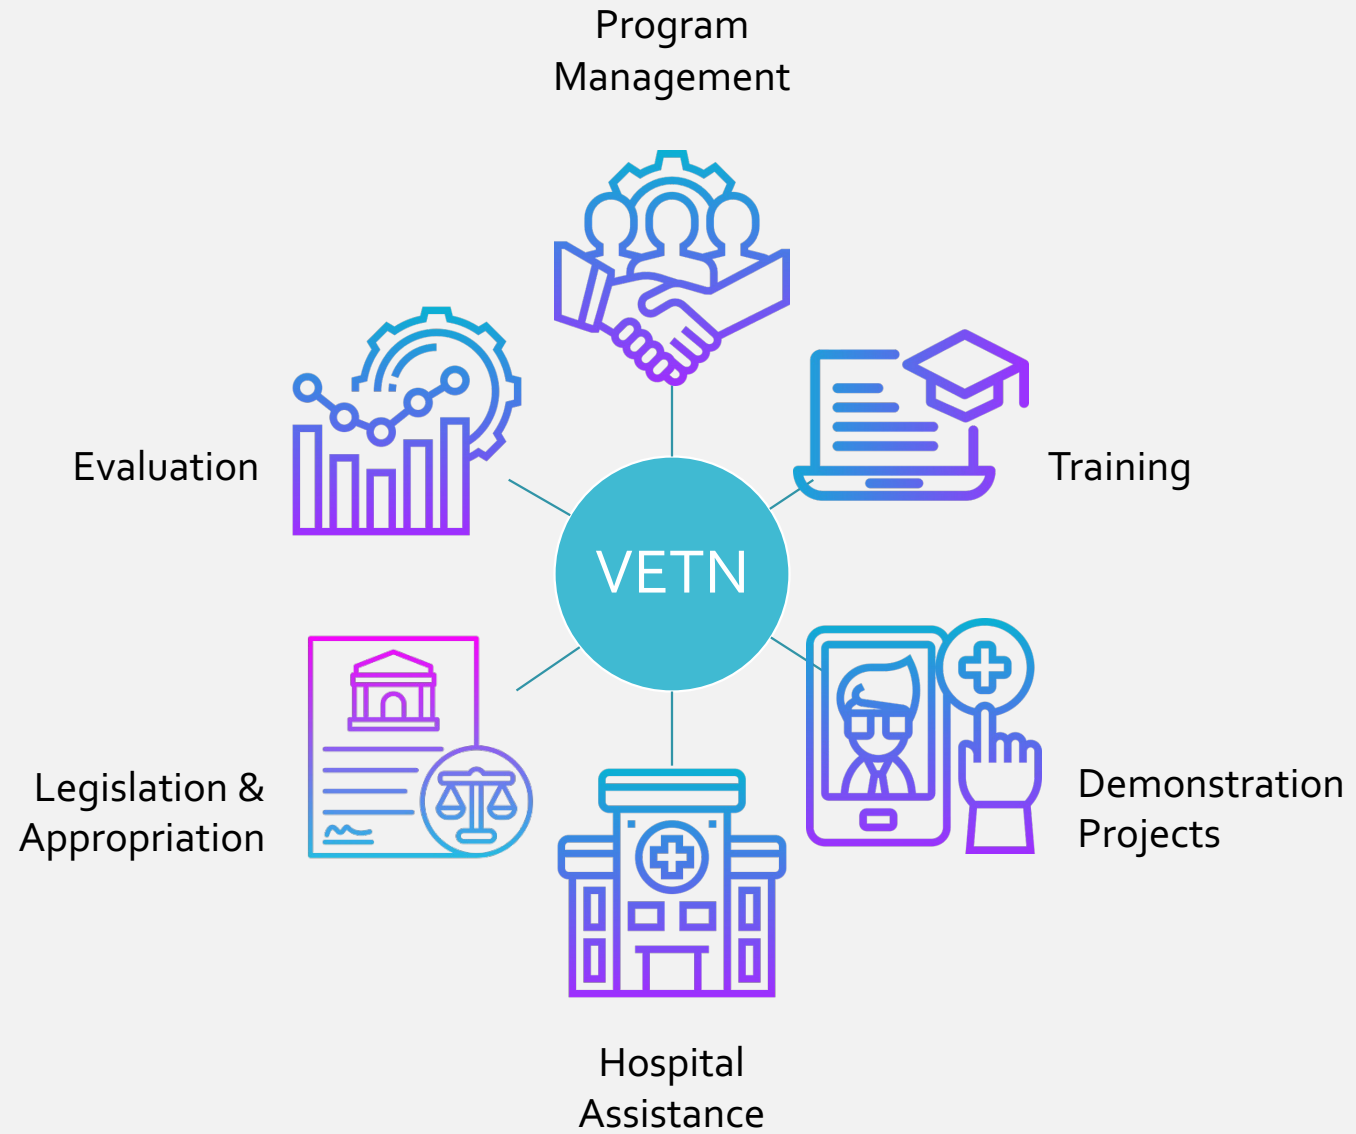 Program
Management
Evaluation
Training
VETN
Legislation &
Appropriation
Demonstration
Projects
Hospital
Assistance